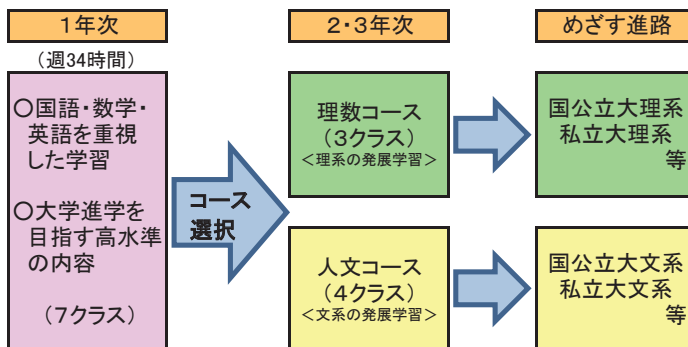 1年次
(週34時間)
○国語・数学・
英語を重視
した学習
○大学進学を
目指す高水準
の内容
(7クラス)
コース
選択
2・3年次
理数コース
(3クラス)
<理系の発展学習>
人文コース
(4クラス)
<文系の発展学習>
めざす進路
国公立大理系
私立大理系
等
国公立大文系
私立大文系
等